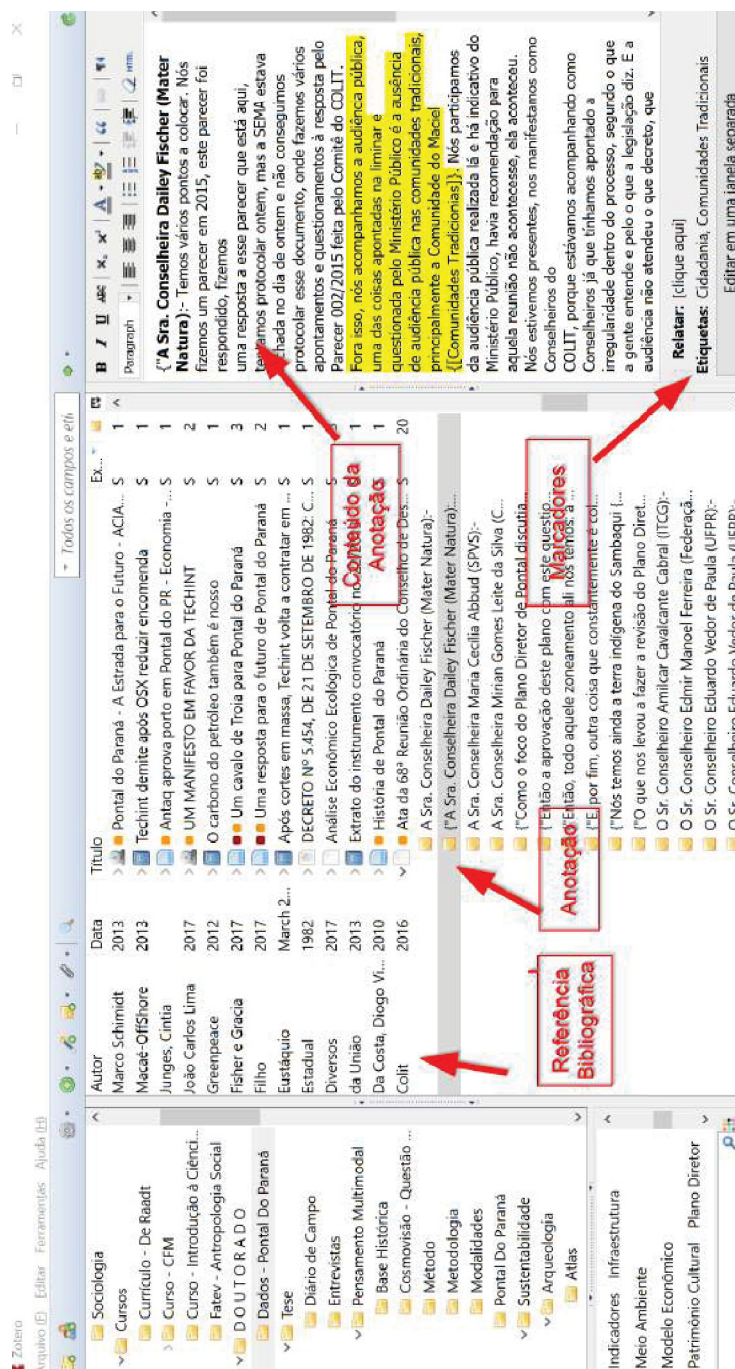 Zotero
Arquivo (F) Editar Ferramentas Ajuda (H)
Todos os campos e eti
Sociologia
Cursos
Currículo - De Raadt
Curso - CFM
Curso - Introdução à Ciênci...
Fatev - Antropologia Social
D O U T O R A D O
Dados - Pontal Do Paraná
Tese
Diário de Campo
Entrevistas
Pensamento Multimodal
Base Histórica
Cosmovisão - Questão ...
Método
Metodologia
Modalidades
Pontal Do Paraná
Sustentabilidade
Arqueologia
Atlas
Indicadores Infraestrutura
Meio Ambiente
Modelo Econômico
Patrimônio Cultural Plano Diretor
Autor Data Título Ex...
Marco Schimidt 2013 Pontal do Paraná - A Estrada para o Futuro - ACIA... S 1
Macaé-OffShore 2013 Techint demite após OSX reduzir encomenda S 1
Junges, Cintia Antaq aprova porto em Pontal do PR - Economia - ... S 1
João Carlos Lima 2017 UM MANIFESTO EM FAVOR DA TECHINT S 2
Greenpeace 2012 O carbono do petróleo também é nosso S 1
Fisher e Gracia 2017 Um cavalo de Troia para Pontal do Paraná S 3
Filho 2017 Uma resposta para o futuro de Pontal do Paraná S 2
Eustáquio March 2... Após cortes em massa, Techint volta a contratar em ... S 1
Estadual 1982 DECRETO Nº 5.454, DE 21 DE SETEMBRO DE 1982: C... S 1
Diversos 2017 Análise Econômico Ecológica de Pontal do Paraná S
da União 2013 Extrato do instrumento convocatório no S 1
Da Costa, Diogo Vi... 2010 História de Pontal do Paraná S 1
Colit 2016 Ata da 68ª Reunião Ordinária do Conselho de Des... S 20
A Sra. Conselheira Dailey Fischer (Mater Natura):-
{"A Sra. Conselheira Dailey Fischer (Mater Natura):...
A Sra. Conselheira Maria Cecilia Abbud (SPVS):-
A Sra. Conselheira Mirian Gomes Leite da Silva (C...
{"Como o foco do Plano Diretor de Pontal discutia...
{"Então a aprovação deste plano com este questio...
{"Então, todo aquele zoneamento ali nós temos, a ...
{"E, por fim, outra coisa que constantemente é col...
{"Nós temos ainda a terra indígena do Sambaqui {...
{"O que nos levou a fazer a revisão do Plano Diret...
O Sr. Conselheiro Amilcar Cavalcante Cabral (ITCG):-
O Sr. Conselheiro Edmir Manoel Ferreira (Federaçã...
O Sr. Conselheiro Eduardo Vedor de Paula (UFPR):-
O Sr. Conselheiro Eduardo Vedor de Paula (UFPR):-
Referência
Bibliográfica
Anotação
Conteúdo da
Anotação
Marcadores
B I U ABC X₂ x² A ab
Paragraph HTML
{"A Sra. Conselheira Dailey Fischer (Mater
Natura):- Temos vários pontos a colocar. Nós
fizemos um parecer em 2015, este parecer foi
respondido, fizemos
uma resposta a esse parecer que está aqui,
tentamos protocolar ontem, mas a SEMA estava
fechada no dia de ontem e não conseguimos
protocolar esse documento, onde fazemos vários
apontamentos e questionamentos à resposta pelo
Parecer 002/2015 feita pelo Comitê do COLIT.
Fora isso, nós acompanhamos a audiência pública,
uma das coisas apontadas na liminar e
questionada pelo Ministério Público é a ausência
de audiência pública nas comunidades tradicionais,
principalmente a Comunidade do Maciel
{[Comunidades Tradicionias]}. Nós participamos
da audiência pública realizada lá e há indicativo do
Ministério Público, havia recomendação para
aquela reunião não acontecesse, ela aconteceu.
Nós estivemos presentes, nos manifestamos como
Conselheiros do
COLIT, porque estávamos acompanhando como
Conselheiros já que tínhamos apontado a
irregularidade dentro do processo, segundo o que
a gente entende e pelo o que a legislação diz. E a
audiência não atendeu o que decreto, que
Relatar: [clique aqui]
Etiquetas: Cidadania, Comunidades Tradicionais
Editar em uma janela separada